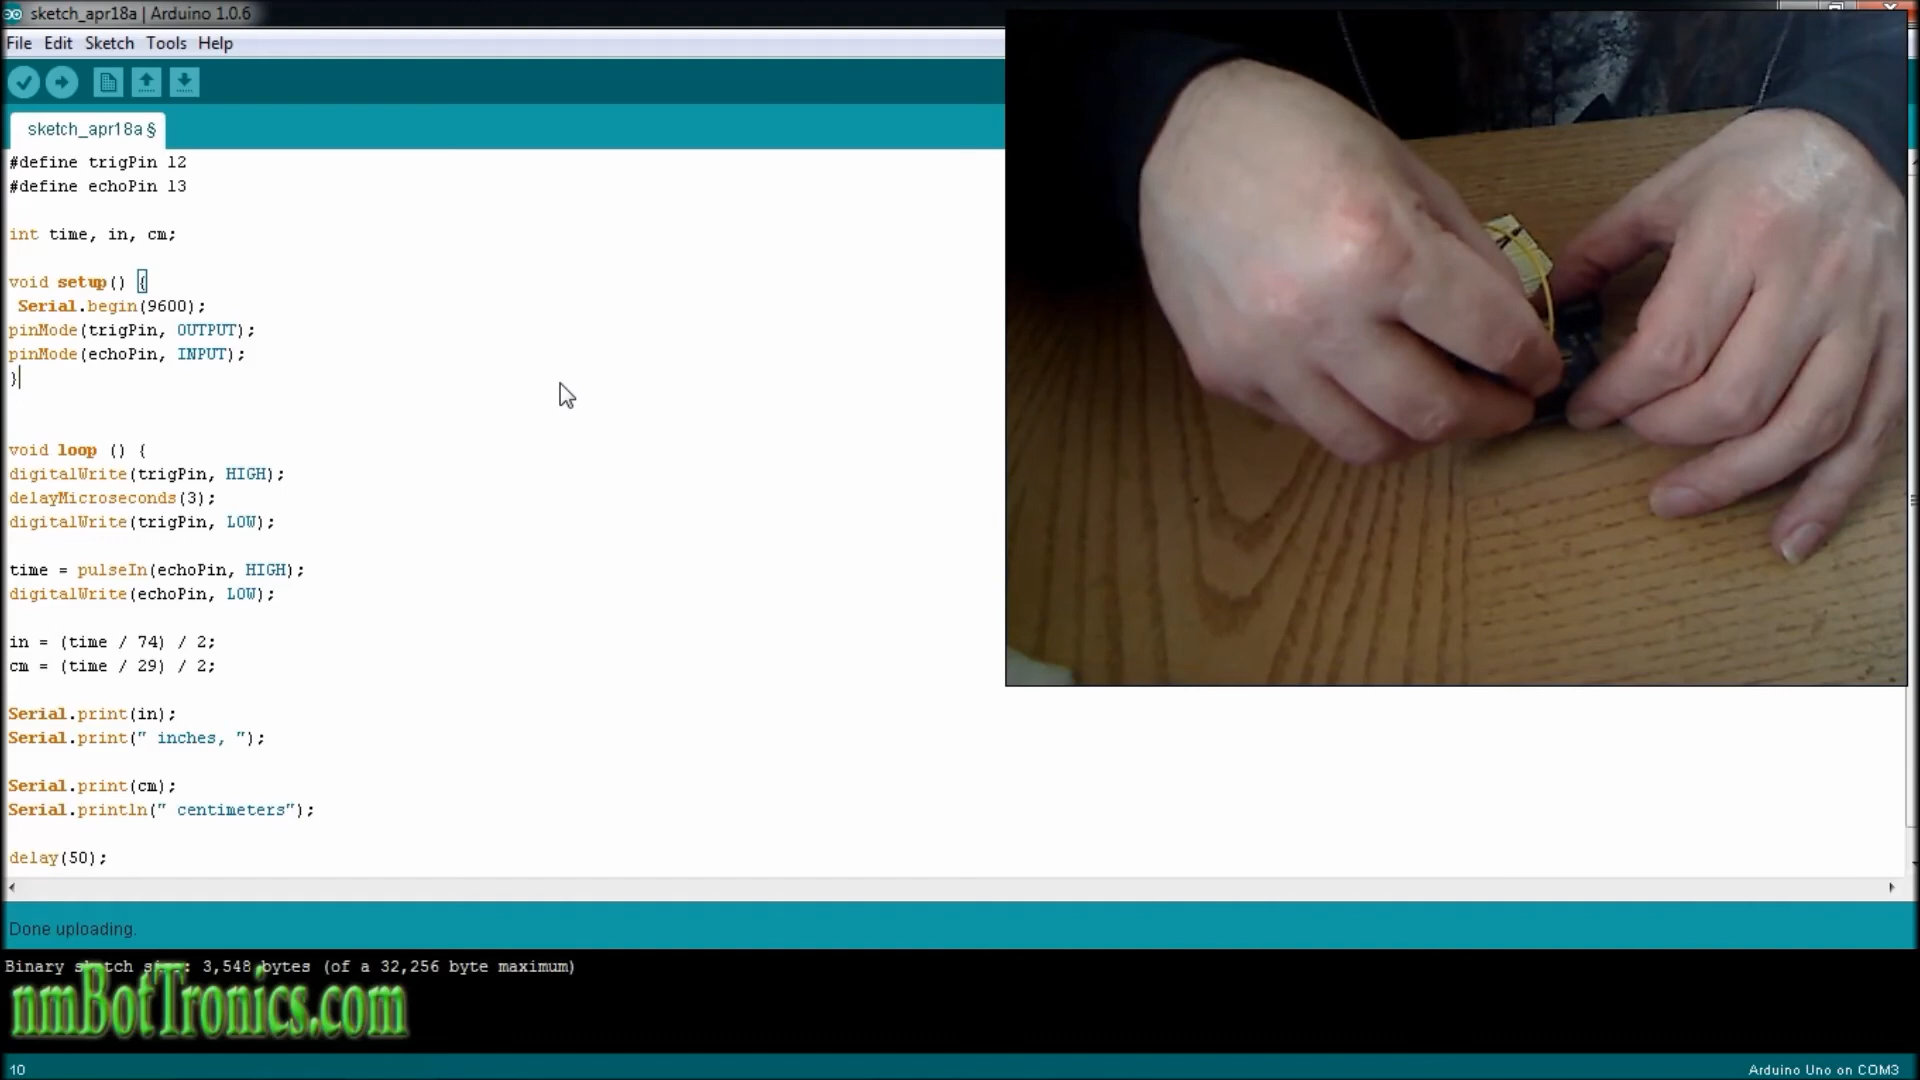 sketch_apr18a | Arduino 1.0.6
File Edit Sketch Tools Help
sketch_apr18a §
#define trigPin 12
#define echoPin 13
int time, in, cm;
void setup() {
Serial.begin(9600);
pinMode(trigPin, OUTPUT);
pinMode(echoPin, INPUT);
}
void loop () {
digitalWrite(trigPin, HIGH);
delayMicroseconds(3);
digitalWrite(trigPin, LOW);
time = pulseIn(echoPin, HIGH);
digitalWrite(echoPin, LOW);
in = (time / 74) / 2;
cm = (time / 29) / 2;
Serial.print(in);
Serial.print(" inches, ");
Serial.print(cm);
Serial.println(" centimeters");
delay(50);
Done uploading.
Binary sketch size: 3,548 bytes (of a 32,256 byte maximum)
nmBotTronics.com
10
Arduino Uno on COM3